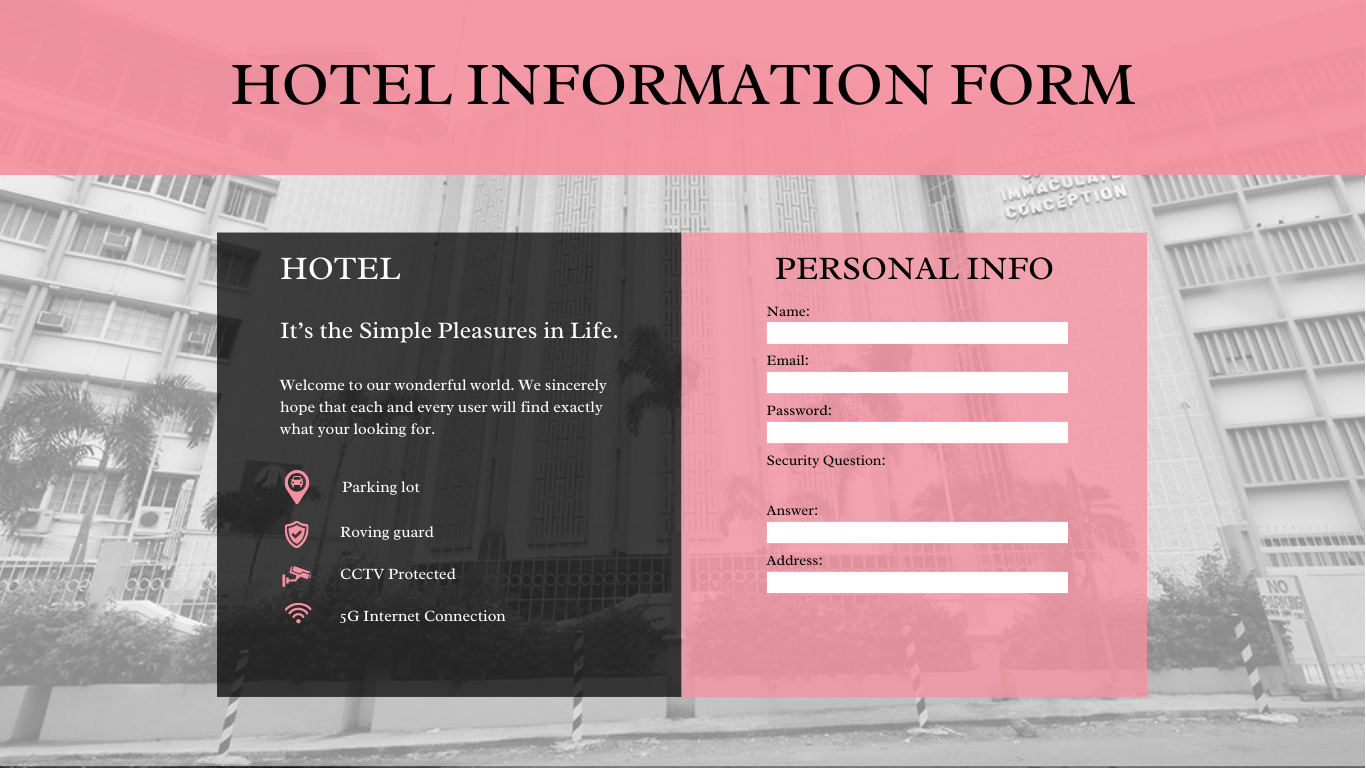 HOTEL INFORMATION FORM
IMMACULATE
CONCEPTION
HOTEL
It's the Simple Pleasures in Life.
Welcome to our wonderful world. We sincerely
hope that each and every user will find exactly
what your looking for.
Parking lot
Roving guard
CCTV Protected
5G Internet Connection
PERSONAL INFO
Name:
Email:
Password:
Security Question:
Answer:
Address:
NO
PARKING